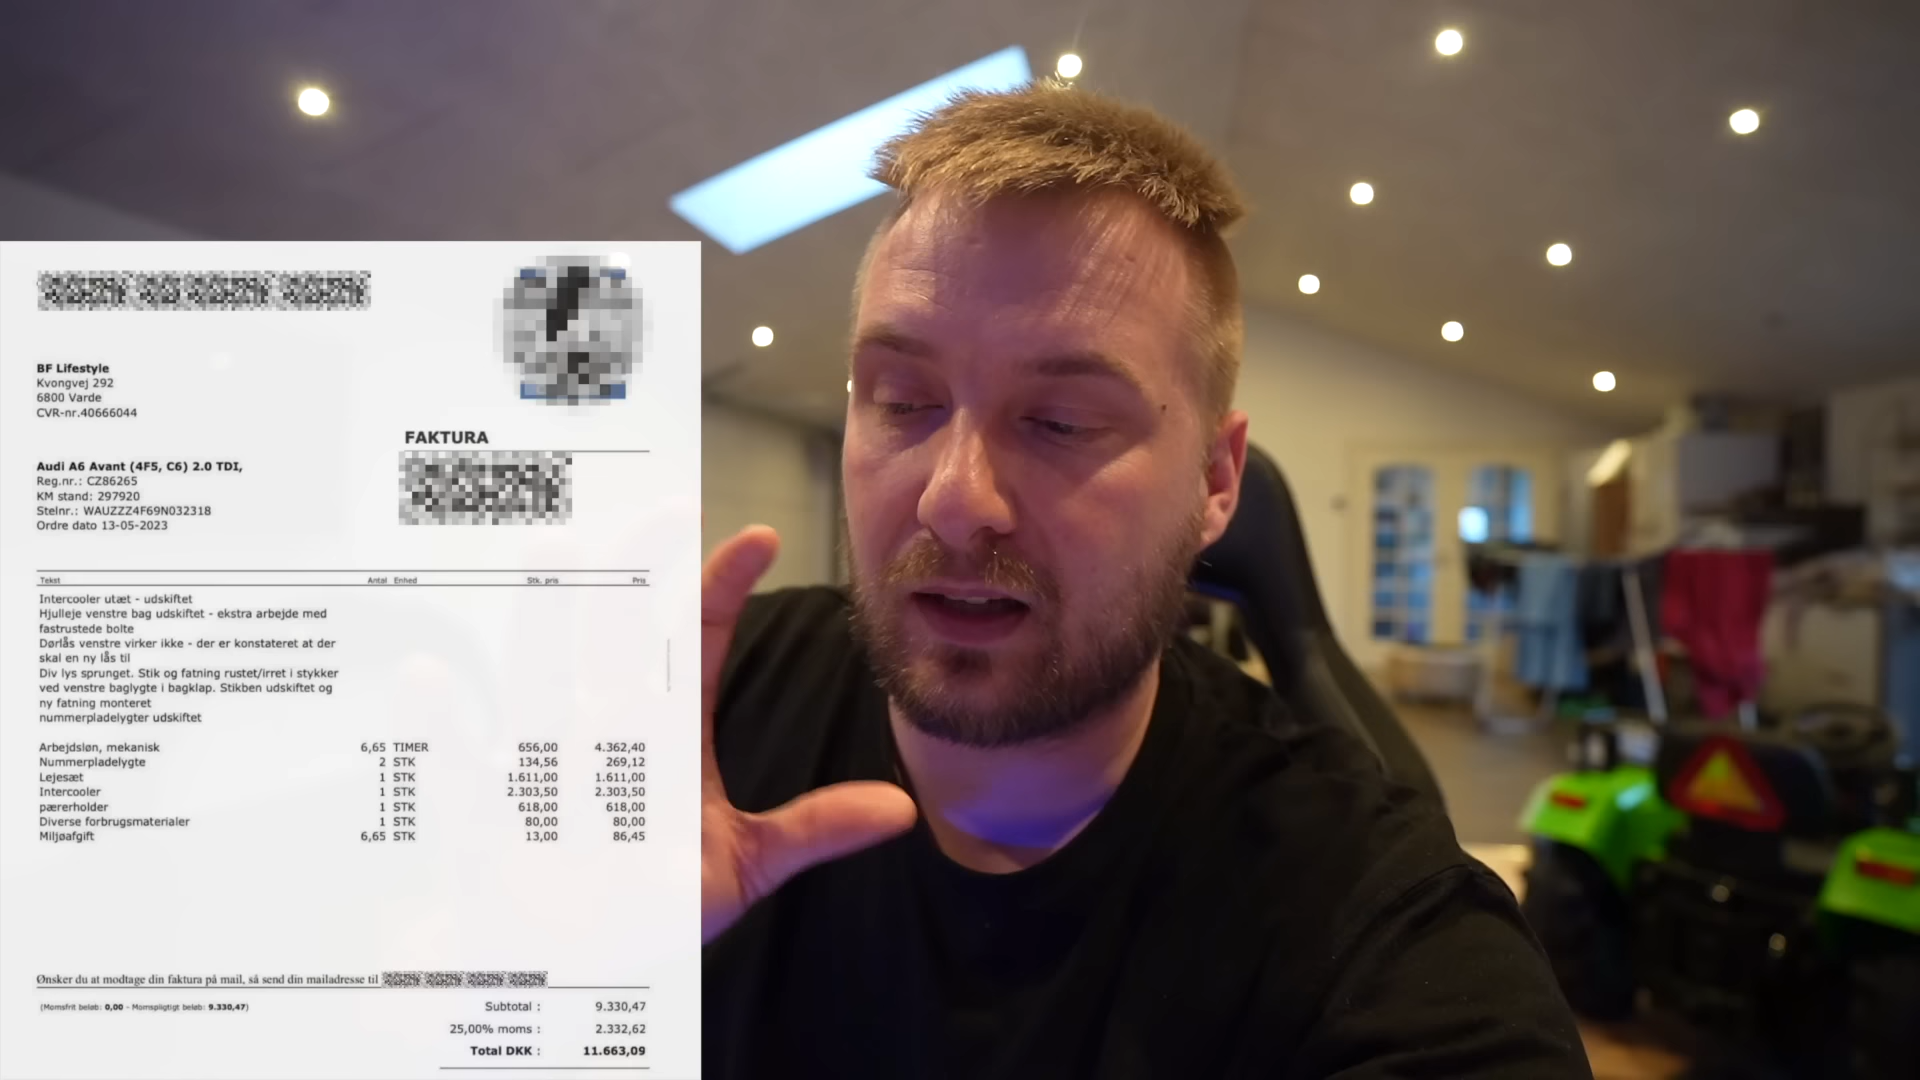 BF Lifestyle
Kvongvej 292
6800 Varde
CVR-nr.40666044
FAKTURA
Audi A6 Avant (4F5, C6) 2.0 TDI,
Reg.nr.: CZ86265
KM stand: 297920
Stelnr.: WAUZZZ4F69N032318
Ordre dato 13-05-2023
Tekst Antal Enhed Stk. pris Pris
Intercooler utæt - udskiftet
Hjulleje venstre bag udskiftet - ekstra arbejde med
fastrustede bolte
Dørlås venstre virker ikke - der er konstateret at der
skal en ny lås til
Div lys sprunget. Stik og fatning rustet/irret i stykker
ved venstre baglygte i bagklap. Stikben udskiftet og
ny fatning monteret
nummerpladelygter udskiftet
Arbejdsløn, mekanisk 6,65 TIMER 656,00 4.362,40
Nummerpladelygte 2 STK 134,56 269,12
Lejesæt 1 STK 1.611,00 1.611,00
Intercooler 1 STK 2.303,50 2.303,50
pærerholder 1 STK 618,00 618,00
Diverse forbrugsmaterialer 1 STK 80,00 80,00
Miljøafgift 6,65 STK 13,00 86,45
Ønsker du at modtage din faktura på mail, så send din mailadresse til
(Momsfrit beløb: 0,00 - Momspligtigt beløb: 9.330,47)
Subtotal : 9.330,47
25,00% moms : 2.332,62
Total DKK : 11.663,09